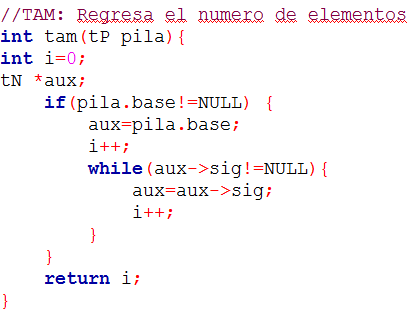 //TAM: Regresa el numero de elementos
int tam(tP pila){
int i=0;
tN *aux;
    if(pila.base!=NULL) {
        aux=pila.base;
        i++;
        while(aux->sig!=NULL){
            aux=aux->sig;
            i++;
        }
    }
    return i;
}